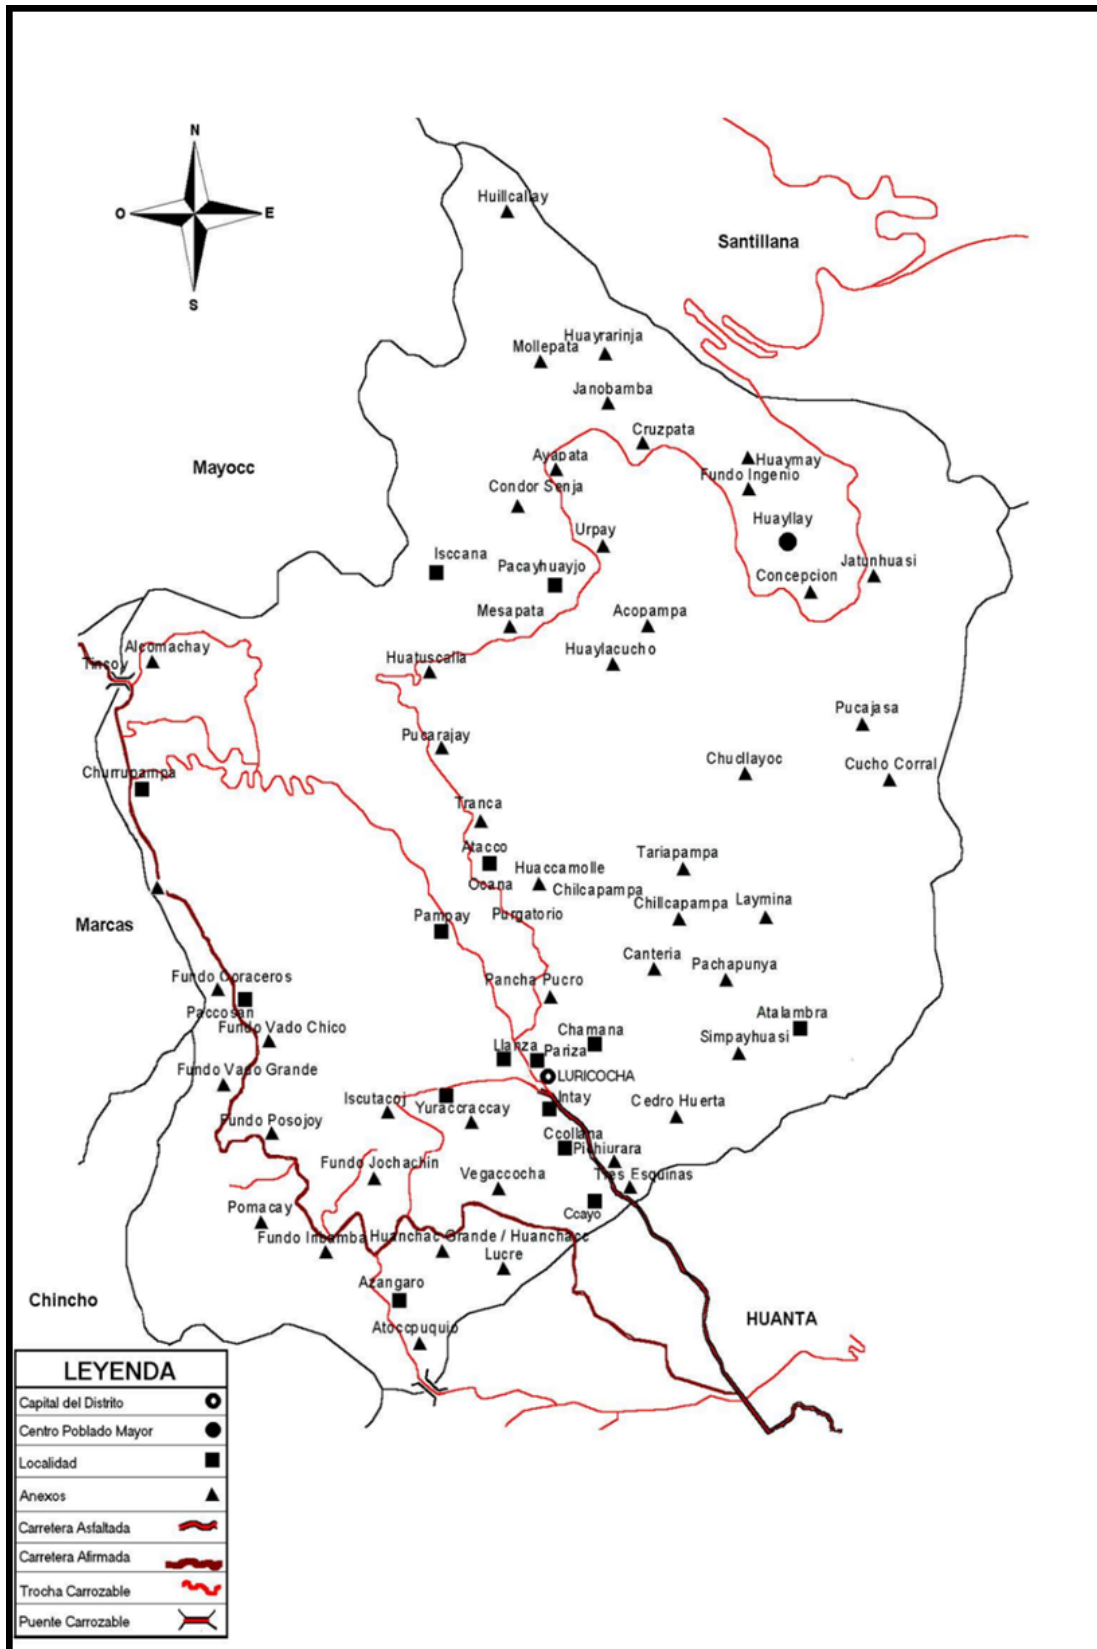 N
O
E
S
Huillcallay
Santillana
Huayrarinja
Mollepata
Janobamba
Cruzpata
Mayocc
Ayapata
Huaymay
Fundo Ingenio
Condor Senja
Huayllay
Urpay
Isccana
Pacayhuayjo
Jatunhuasi
Concepcion
Mesapata
Acopampa
Alcomachay
Huaylacucho
Tinsoy
Huatuscalla
Pucajasa
Pucarajay
Chucllayoc
Cucho Corral
Churrupampa
Tranca
Atacco
Tariapampa
Huaccamolle
Ocana
Chilcapampa
Laymina
Chillcapampa
Purgatorio
Pampay
Marcas
Canteria
Pachapunya
Fundo Ooraceros
Pancha Pucro
Paccosan
Atalambra
Fundo Vado Chico
Chamana
Simpayhuasi
Llanza
Pariza
Fundo Vado Grande
LURICOCHA
Iscutacoj
Yuraccraccay
Intay
Cedro Huerta
Fundo Posojoy
Ccollana
Pichiurara
Fundo Jochachin
Vegaccocha
Tres Esquinas
Pomacay
Ccayo
Fundo Iribamba
Huanchac Grande / Huanchacc
Lucre
Azangaro
Chincho
HUANTA
Atoccpuquio
LEYENDA
Capital del Distrito
Centro Poblado Mayor
Localidad
Anexos
Carretera Asfaltada
Carretera Afirmada
Trocha Carrozable
Puente Carrozable